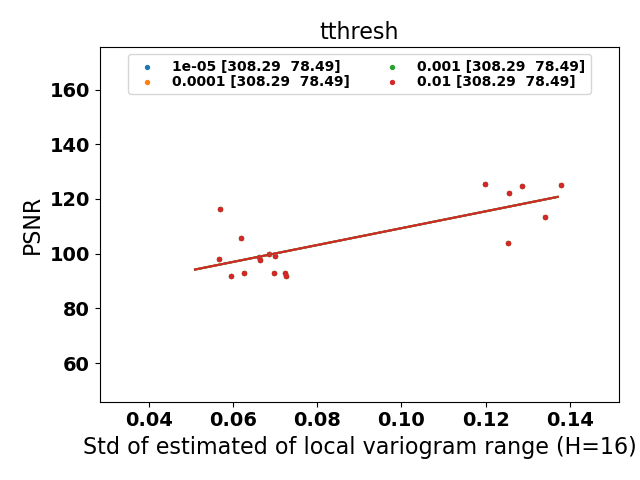 tthresh
1e-05 [308.29  78.49]
0.0001 [308.29  78.49]
0.001 [308.29  78.49]
0.01 [308.29  78.49]
PSNR
160
140
120
100
80
60
0.04 0.06 0.08 0.10 0.12 0.14
Std of estimated of local variogram range (H=16)